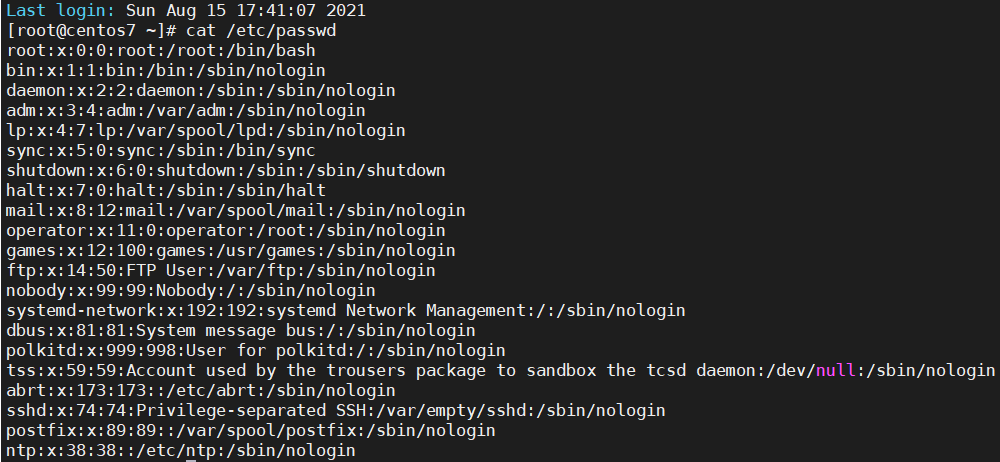 Last login: Sun Aug 15 17:41:07 2021
[root@centos7 ~]# cat /etc/passwd
root:x:0:0:root:/root:/bin/bash
bin:x:1:1:bin:/bin:/sbin/nologin
daemon:x:2:2:daemon:/sbin:/sbin/nologin
adm:x:3:4:adm:/var/adm:/sbin/nologin
lp:x:4:7:lp:/var/spool/lpd:/sbin/nologin
sync:x:5:0:sync:/sbin:/bin/sync
shutdown:x:6:0:shutdown:/sbin:/sbin/shutdown
halt:x:7:0:halt:/sbin:/sbin/halt
mail:x:8:12:mail:/var/spool/mail:/sbin/nologin
operator:x:11:0:operator:/root:/sbin/nologin
games:x:12:100:games:/usr/games:/sbin/nologin
ftp:x:14:50:FTP User:/var/ftp:/sbin/nologin
nobody:x:99:99:Nobody:/:/sbin/nologin
systemd-network:x:192:192:systemd Network Management:/:/sbin/nologin
dbus:x:81:81:System message bus:/:/sbin/nologin
polkitd:x:999:998:User for polkitd:/:/sbin/nologin
tss:x:59:59:Account used by the trousers package to sandbox the tcsd daemon:/dev/null:/sbin/nologin
abrt:x:173:173::/etc/abrt:/sbin/nologin
sshd:x:74:74:Privilege-separated SSH:/var/empty/sshd:/sbin/nologin
postfix:x:89:89::/var/spool/postfix:/sbin/nologin
ntp:x:38:38::/etc/ntp:/sbin/nologin